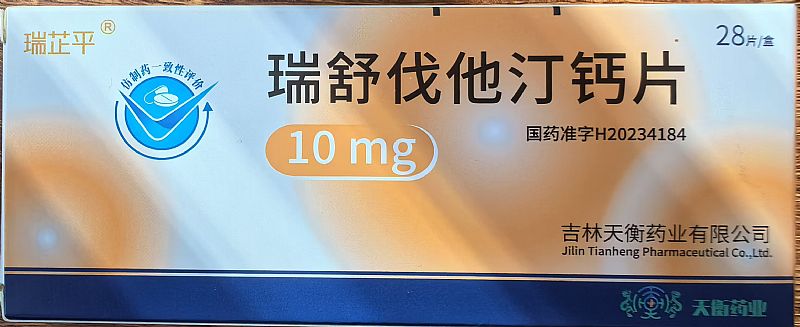 瑞芷平®
28片/盒
仿制药一致性评价
瑞舒伐他汀钙片
国药准字H20234184
10 mg
吉林天衡药业有限公司
Jilin Tianheng Pharmaceutical Co.,Ltd.
天衡药业